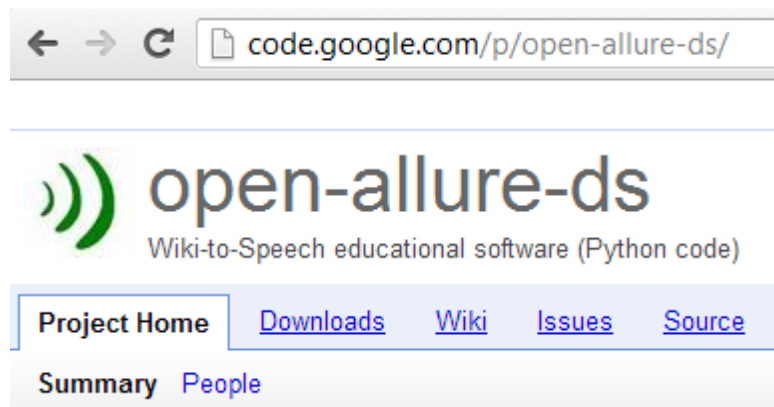 code.google.com/p/open-allure-ds/
open-allure-ds
Wiki-to-Speech educational software (Python code)
Project Home Downloads Wiki Issues Source
Summary People